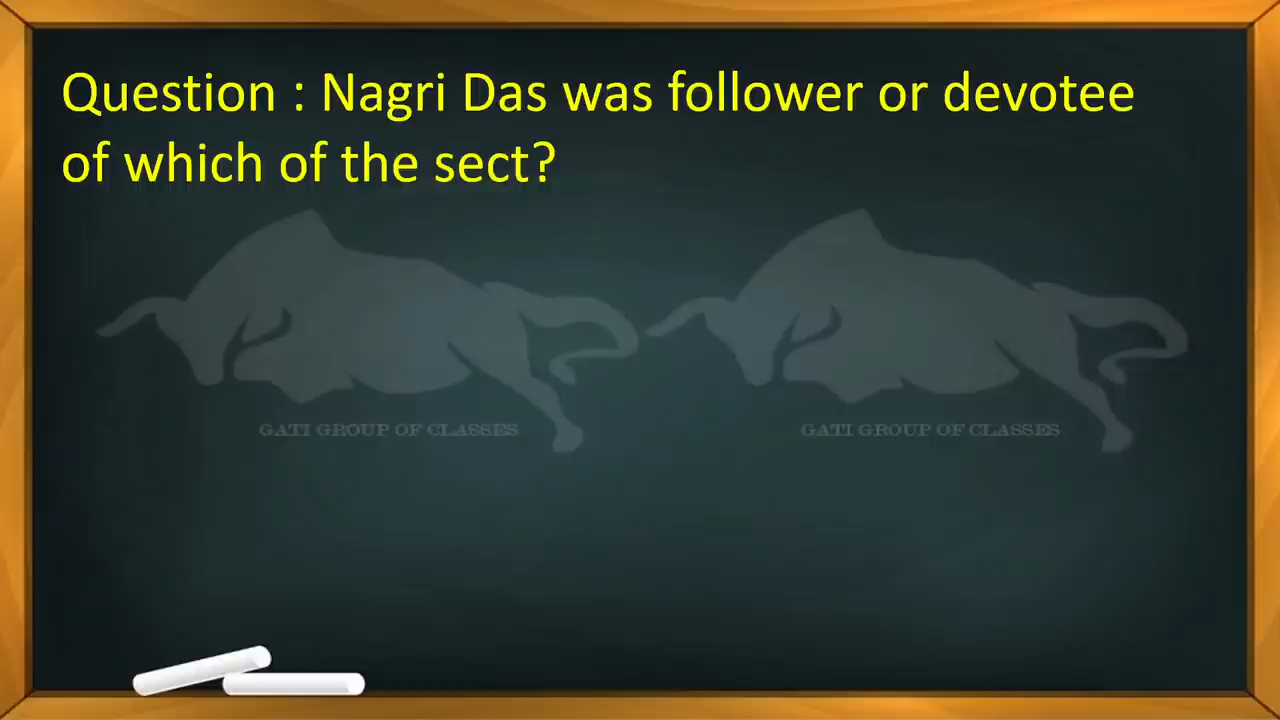 Question : Nagri Das was follower or devotee
of which of the sect?
GATI GROUP OF CLASSES
GATI GROUP OF CLASSES